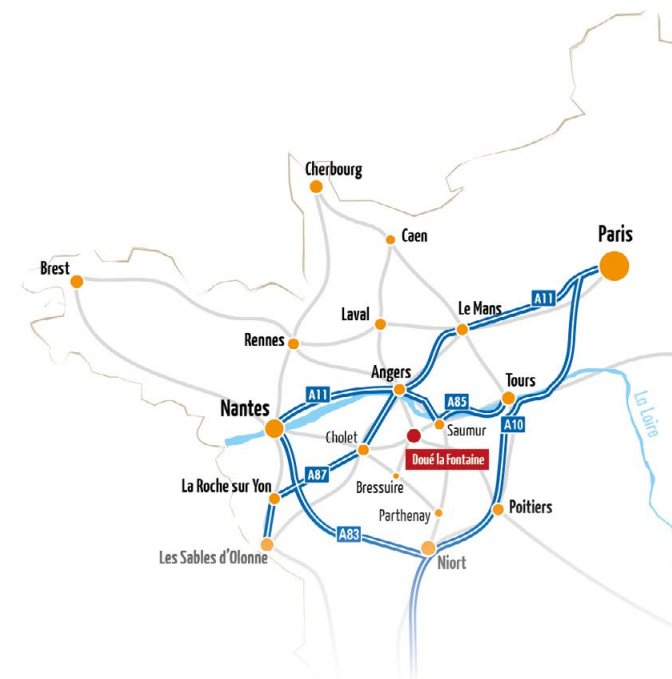 Cherbourg
Caen
Paris
Brest
A11
Le Mans
Laval
Rennes
Angers
Tours
A11
A85
Nantes
La Loire
A10
Saumur
Cholet
Doué la Fontaine
A87
La Roche sur Yon
Bressuire
Poitiers
Parthenay
A83
Les Sables d'Olonne
Niort